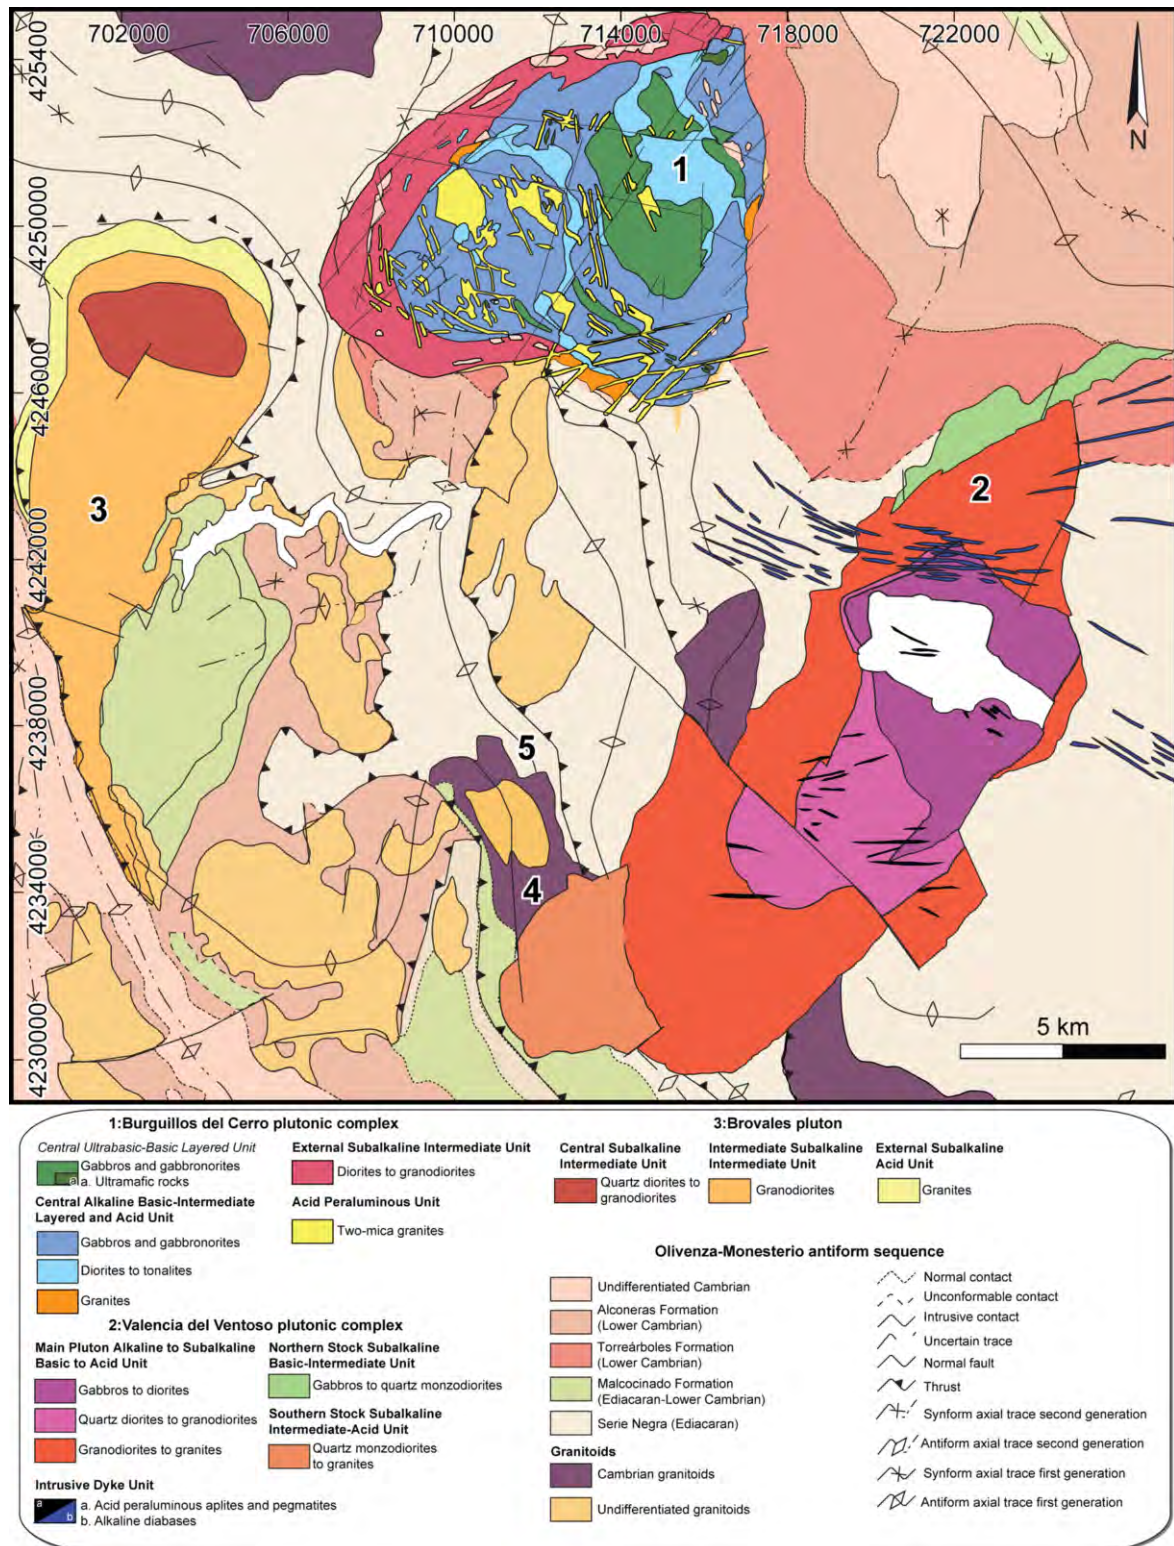 702000 706000 710000 714000 718000 722000
425400
4250000
4246000
4242000
4238000
4234000
4230000
N
1
2
3
4
5
5 km
1:Burguillos del Cerro plutonic complex
Central Ultrabasic-Basic Layered Unit
Gabbros and gabbronorites
a
a. Ultramafic rocks
Central Alkaline Basic-Intermediate
Layered and Acid Unit
Gabbros and gabbronorites
Diorites to tonalites
Granites
External Subalkaline Intermediate Unit
Diorites to granodiorites
Acid Peraluminous Unit
Two-mica granites
2:Valencia del Ventoso plutonic complex
Main Pluton Alkaline to Subalkaline
Basic to Acid Unit
Gabbros to diorites
Quartz diorites to granodiorites
Granodiorites to granites
Northern Stock Subalkaline
Basic-Intermediate Unit
Gabbros to quartz monzodiorites
Southern Stock Subalkaline
Intermediate-Acid Unit
Quartz monzodiorites
to granites
Intrusive Dyke Unit
a
b
a. Acid peraluminous aplites and pegmatites
b. Alkaline diabases
3:Brovales pluton
Central Subalkaline
Intermediate Unit
Quartz diorites to
granodiorites
Intermediate Subalkaline
Intermediate Unit
Granodiorites
External Subalkaline
Acid Unit
Granites
Olivenza-Monesterio antiform sequence
Undifferentiated Cambrian
Alconeras Formation
(Lower Cambrian)
Torreárboles Formation
(Lower Cambrian)
Malcocinado Formation
(Ediacaran-Lower Cambrian)
Serie Negra (Ediacaran)
Granitoids
Cambrian granitoids
Undifferentiated granitoids
Normal contact
Unconformable contact
Intrusive contact
Uncertain trace
Normal fault
Thrust
Synform axial trace second generation
Antiform axial trace second generation
Synform axial trace first generation
Antiform axial trace first generation